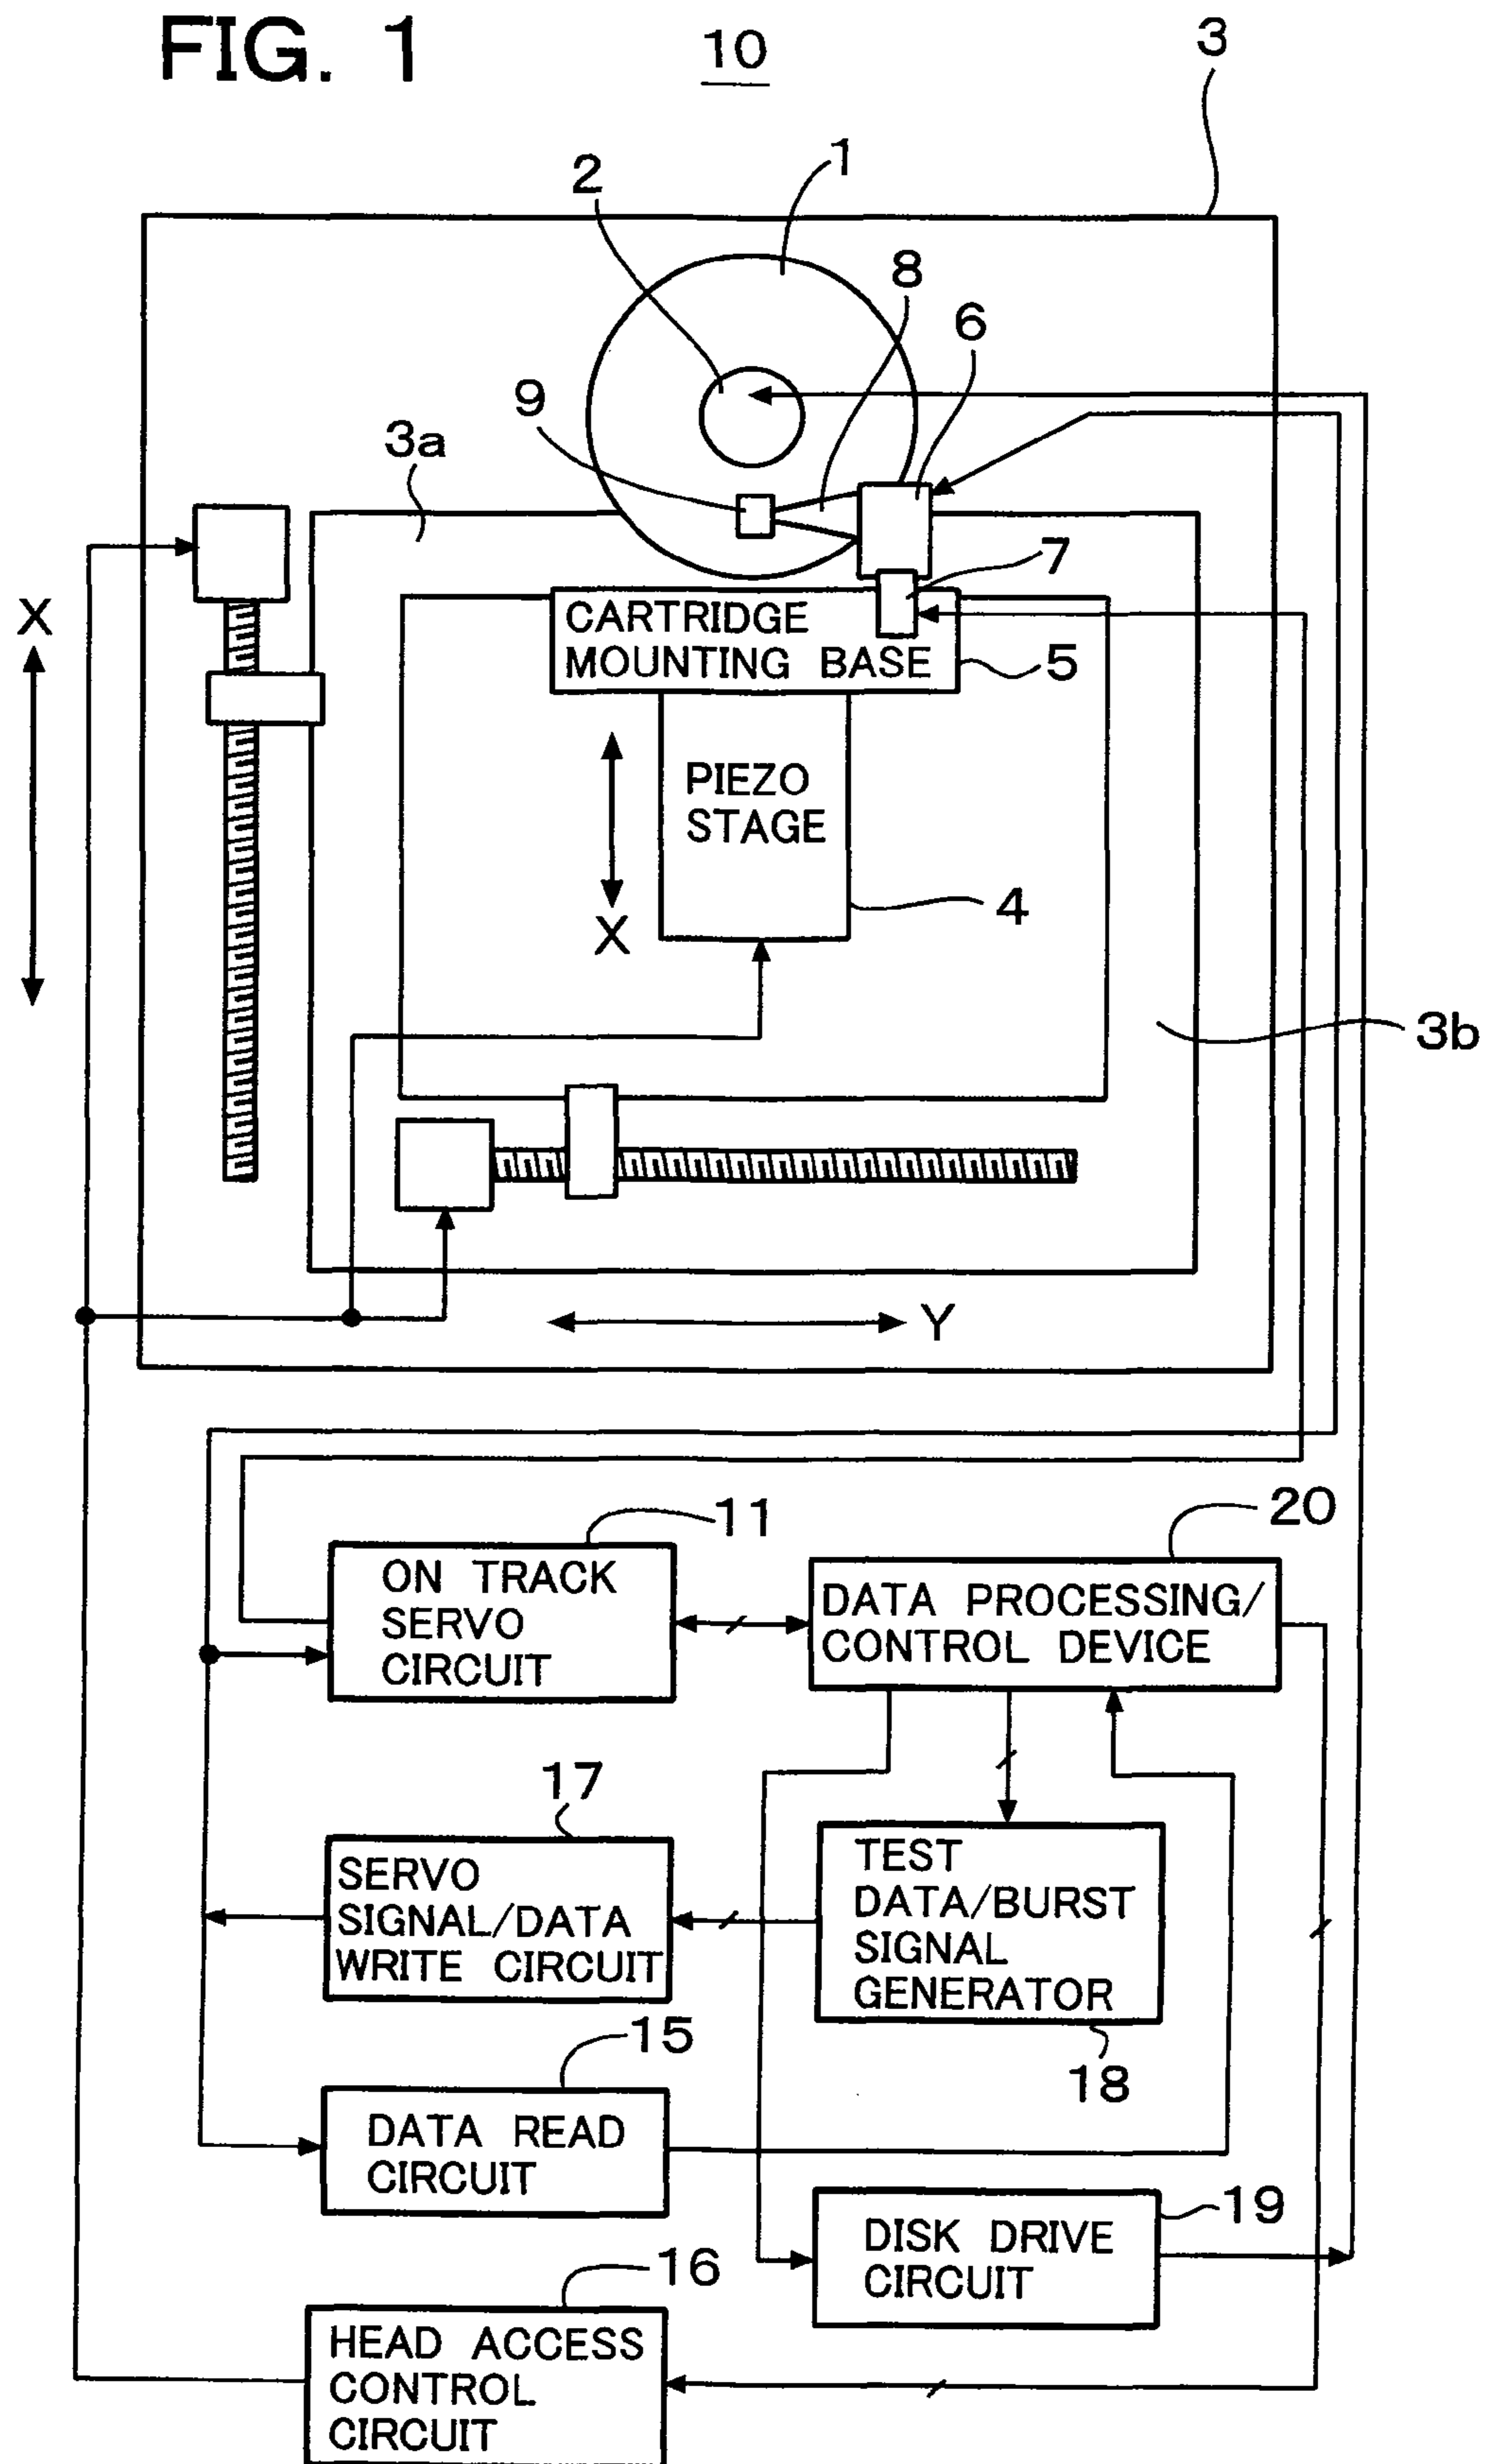 FIG. 1
10
3
1
2
8
6
9
3a
7
X
CARTRIDGE
MOUNTING BASE
5
PIEZO
STAGE
4
X
3b
Y
11
20
ON TRACK
SERVO
CIRCUIT
DATA PROCESSING/
CONTROL DEVICE
17
SERVO
SIGNAL/DATA
WRITE CIRCUIT
TEST
DATA/BURST
SIGNAL
GENERATOR
15
18
DATA READ
CIRCUIT
19
DISK DRIVE
CIRCUIT
16
HEAD ACCESS
CONTROL
CIRCUIT